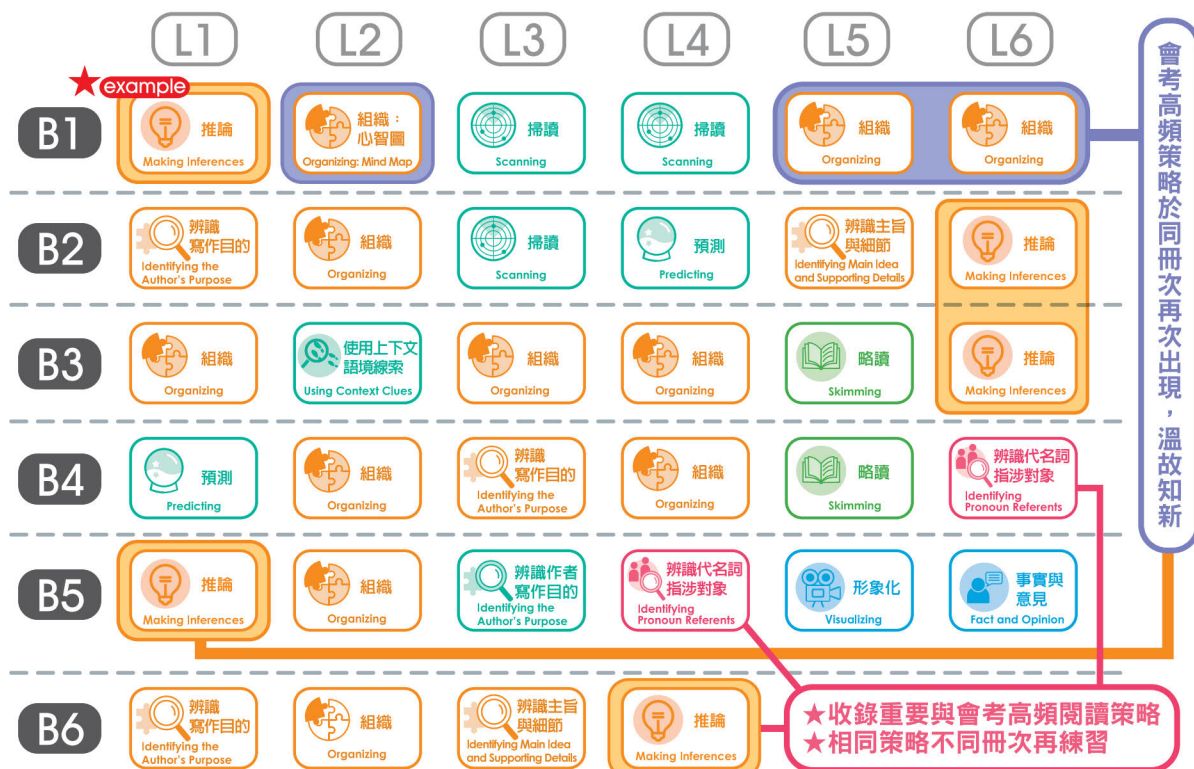 L1
L2
L3
L4
L5
L6
★example
B1
推論
Making Inferences
組織：
心智圖
Organizing: Mind Map
掃讀
Scanning
掃讀
Scanning
組織
Organizing
組織
Organizing
B2
辨識
寫作目的
Identifying the
Author's Purpose
組織
Organizing
掃讀
Scanning
預測
Predicting
辨識主旨
與細節
Identifying Main Idea
and Supporting Details
推論
Making Inferences
B3
組織
Organizing
使用上下文
語境線索
Using Context Clues
組織
Organizing
組織
Organizing
略讀
Skimming
推論
Making Inferences
B4
預測
Predicting
組織
Organizing
辨識
寫作目的
Identifying the
Author's Purpose
組織
Organizing
略讀
Skimming
辨識代名詞
指涉對象
Identifying
Pronoun Referents
B5
推論
Making Inferences
組織
Organizing
辨識作者
寫作目的
Identifying the
Author's Purpose
辨識代名詞
指涉對象
Identifying
Pronoun Referents
形象化
Visualizing
事實與
意見
Fact and Opinion
B6
辨識
寫作目的
Identifying the
Author's Purpose
組織
Organizing
辨識主旨
與細節
Identifying Main Idea
and Supporting Details
推論
Making Inferences
會考高頻策略於同冊次再次出現，溫故知新
★收錄重要與會考高頻閱讀策略
★相同策略不同冊次再練習